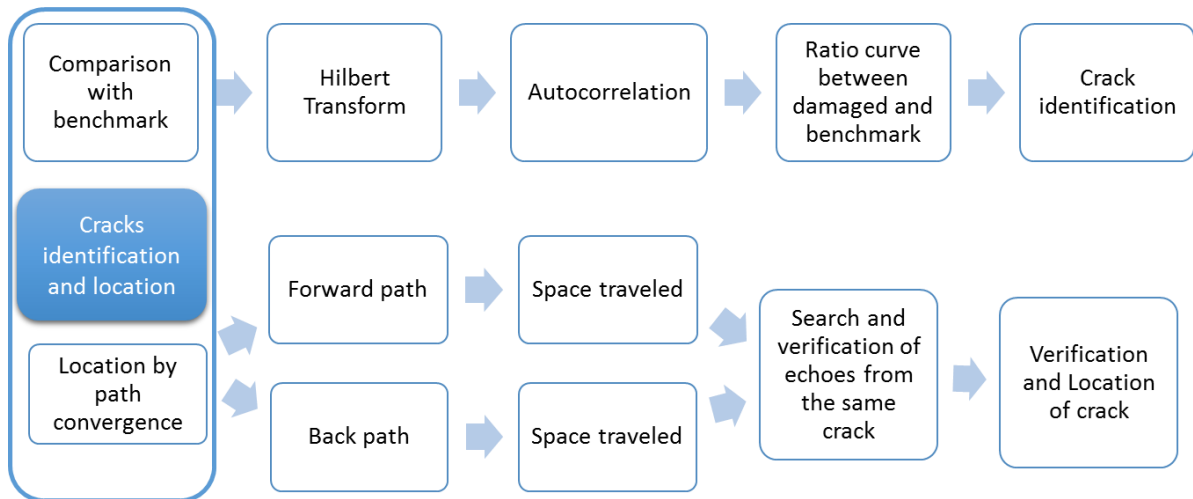 Comparison
with
benchmark
Hilbert
Transform
Autocorrelation
Ratio curve
between
damaged and
benchmark
Crack
identification
Cracks
identification
and location
Location by
path
convergence
Forward path
Space traveled
Back path
Space traveled
Search and
verification of
echoes from
the same
crack
Verification
and Location
of crack